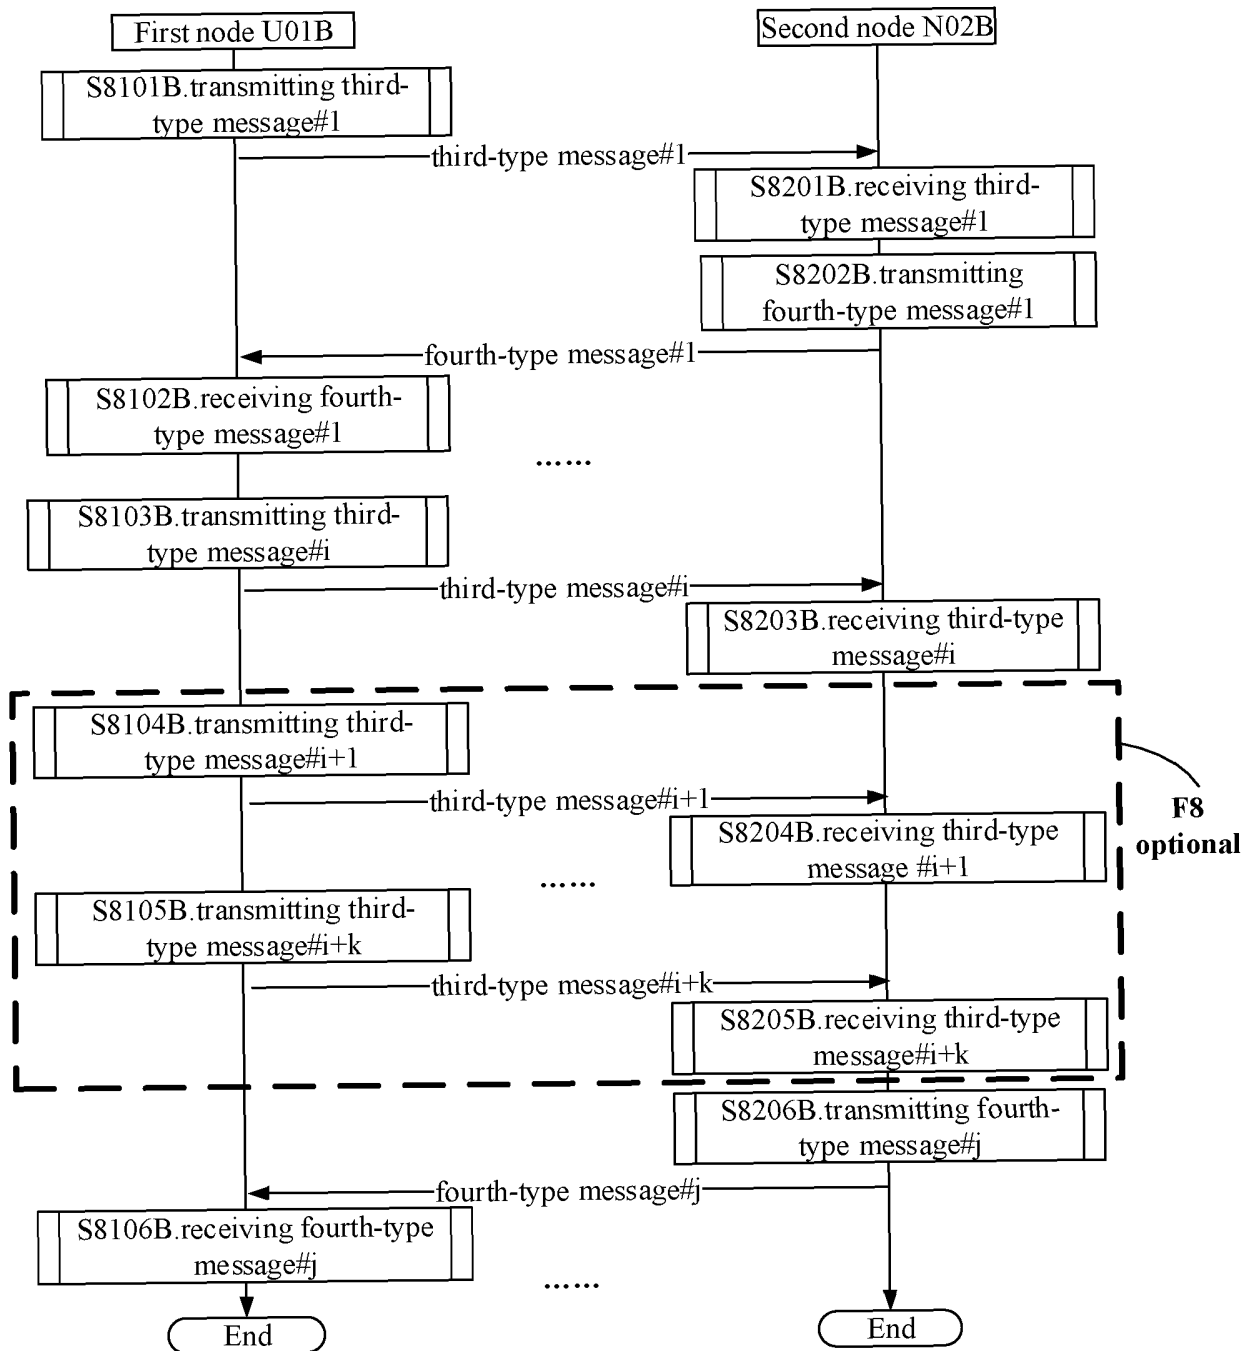 First node U01B
Second node N02B
S8101B.transmitting third-
type message#1
third-type message#1
S8201B.receiving third-
type message#1
S8202B.transmitting
fourth-type message#1
fourth-type message#1
S8102B.receiving fourth-
type message#1
......
S8103B.transmitting third-
type message#i
third-type message#i
S8203B.receiving third-type
message#i
S8104B.transmitting third-
type message#i+1
third-type message#i+1
F8
optional
S8204B.receiving third-type
message #i+1
......
S8105B.transmitting third-
type message#i+k
third-type message#i+k
S8205B.receiving third-type
message#i+k
S8206B.transmitting fourth-
type message#j
fourth-type message#j
S8106B.receiving fourth-type
message#j
......
End
End